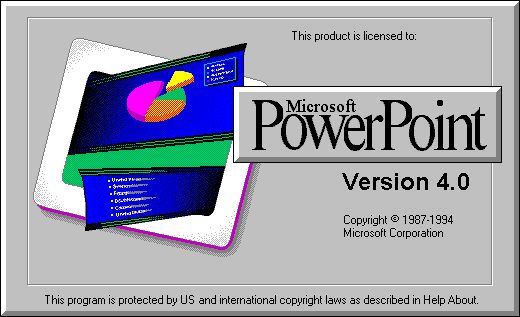 This product is licensed to:
Microsoft
PowerPoint
Version 4.0
Copyright © 1987-1994
Microsoft Corporation
This program is protected by US and international copyright laws as described in Help About.